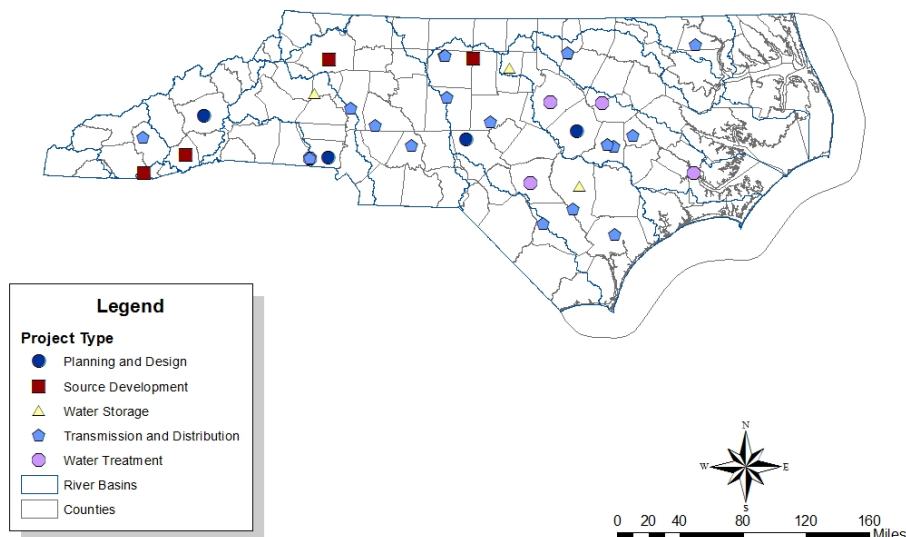 Legend
Project Type
Planning and Design
Source Development
Water Storage
Transmission and Distribution
Water Treatment
River Basins
Counties
N
W E
S
0 20 40 80 120 160
Miles